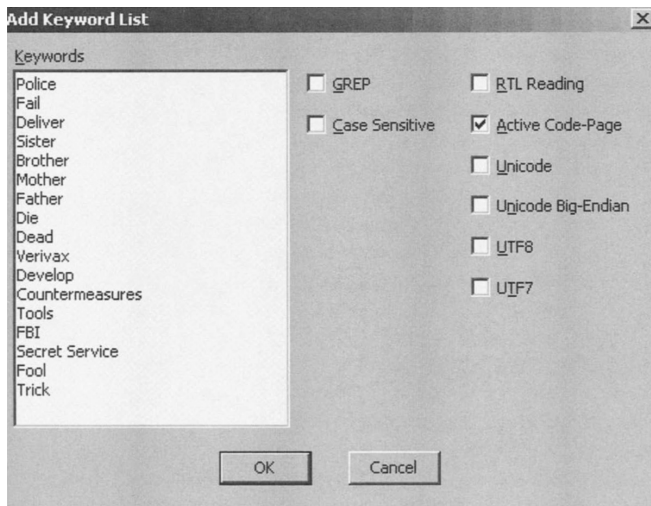 Add Keyword List
Keywords
Police
Fail
Deliver
Sister
Brother
Mother
Father
Die
Dead
Verivax
Develop
Countermeasures
Tools
FBI
Secret Service
Fool
Trick
GREP
Case Sensitive
RTL Reading
Active Code-Page
Unicode
Unicode Big-Endian
UTF8
UTF7
OK
Cancel